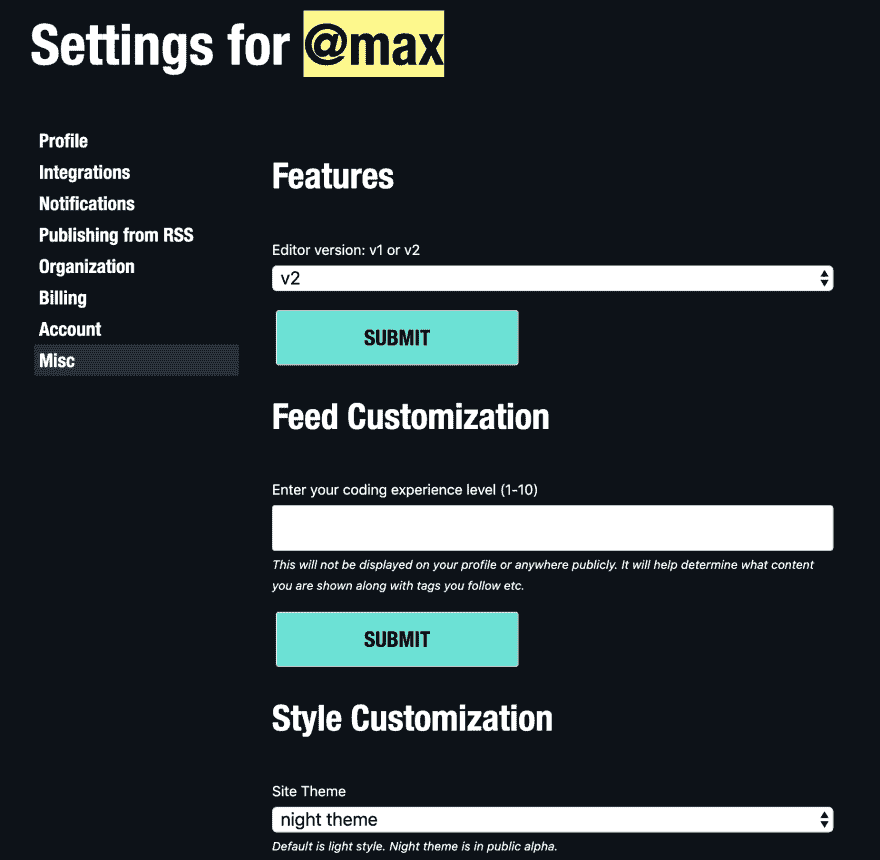 Settings for @max
Profile
Integrations
Notifications
Publishing from RSS
Organization
Billing
Account
Misc
Features
Editor version: v1 or v2
v2
SUBMIT
Feed Customization
Enter your coding experience level (1-10)
This will not be displayed on your profile or anywhere publicly. It will help determine what content
you are shown along with tags you follow etc.
SUBMIT
Style Customization
Site Theme
night theme
Default is light style. Night theme is in public alpha.